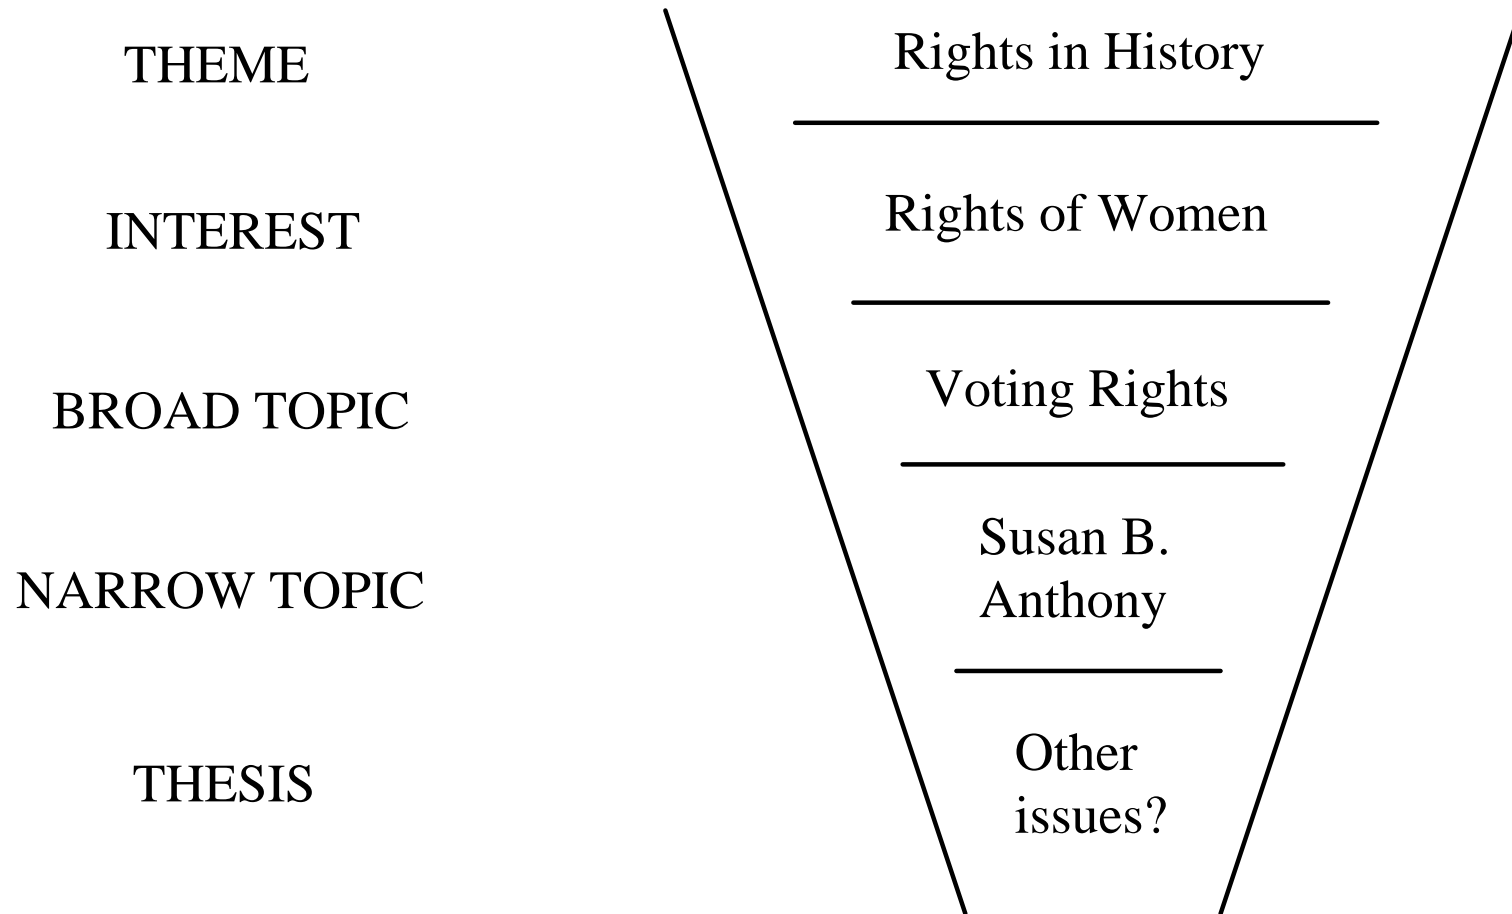 THEME
Rights in History
INTEREST
Rights of Women
BROAD TOPIC
Voting Rights
NARROW TOPIC
Susan B.
Anthony
THESIS
Other
issues?